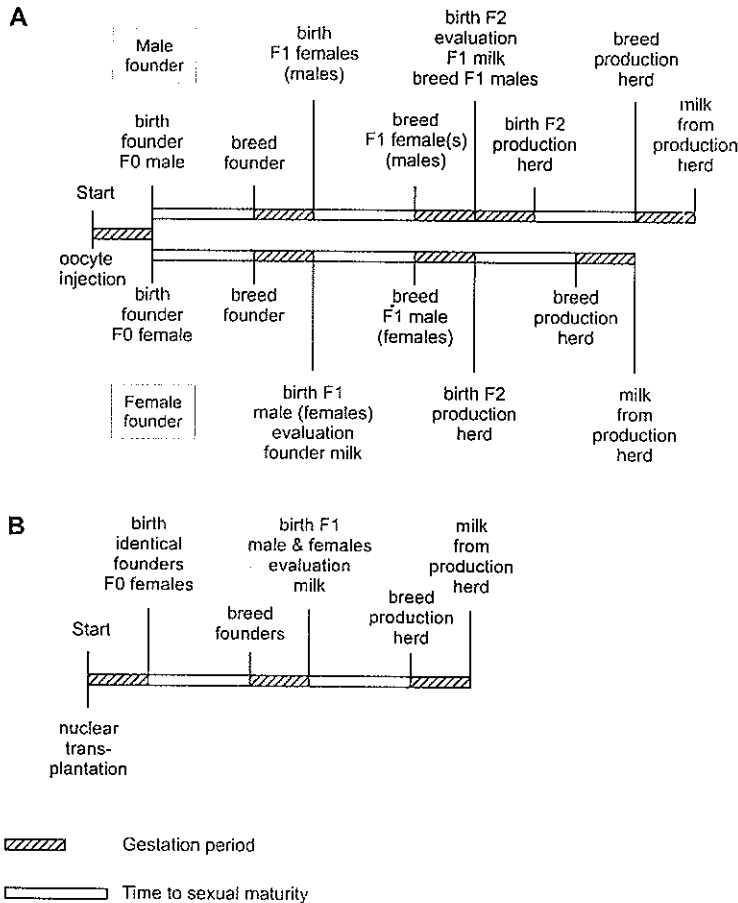 A
Male
founder
birth
F1 females
(males)
birth F2
evaluation
F1 milk
breed F1 males
breed
production
herd
birth
founder
F0 male
breed
founder
breed
F1 female(s)
(males)
birth F2
production
herd
milk
from
production
herd
Start
oocyte
injection
birth
founder
F0 female
breed
founder
breed
F1 male
(females)
breed
production
herd
Female
founder
birth F1
male (females)
evaluation
founder milk
birth F2
production
herd
milk
from
production
herd
B
birth
identical
founders
F0 females
birth F1
male & females
evaluation
milk
milk
from
production
herd
Start
breed
founders
breed
production
herd
nuclear
trans-
plantation
Gestation period
Time to sexual maturity